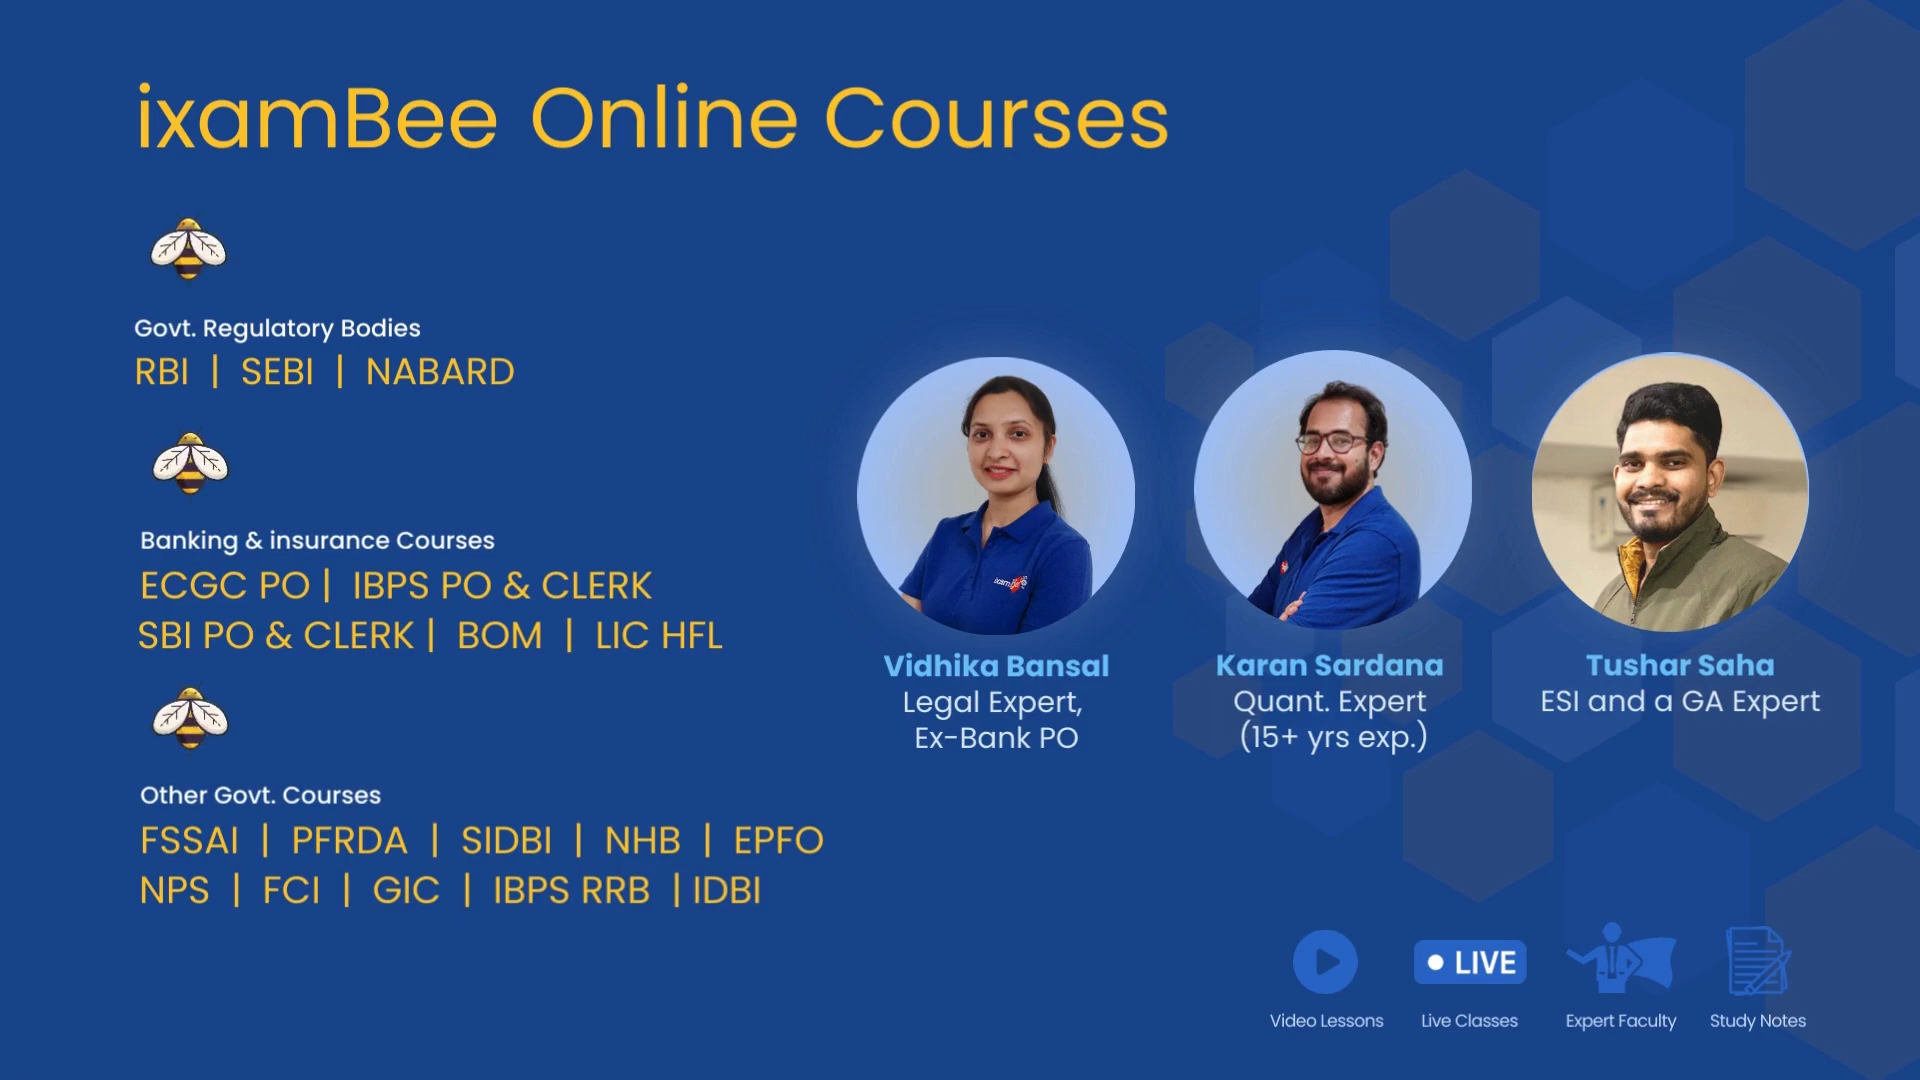 ixamBee Online Courses
Govt. Regulatory Bodies
RBI | SEBI | NABARD
Banking & insurance Courses
ECGC PO | IBPS PO & CLERK
SBI PO & CLERK | BOM | LIC HFL
Other Govt. Courses
FSSAI | PFRDA | SIDBI | NHB | EPFO
NPS | FCI | GIC | IBPS RRB | IDBI
ixamBee
Vidhika Bansal
Legal Expert,
Ex-Bank PO
Karan Sardana
Quant. Expert
(15+ yrs exp.)
Tushar Saha
ESI and a GA Expert
LIVE
Video Lessons
Live Classes
Expert Faculty
Study Notes